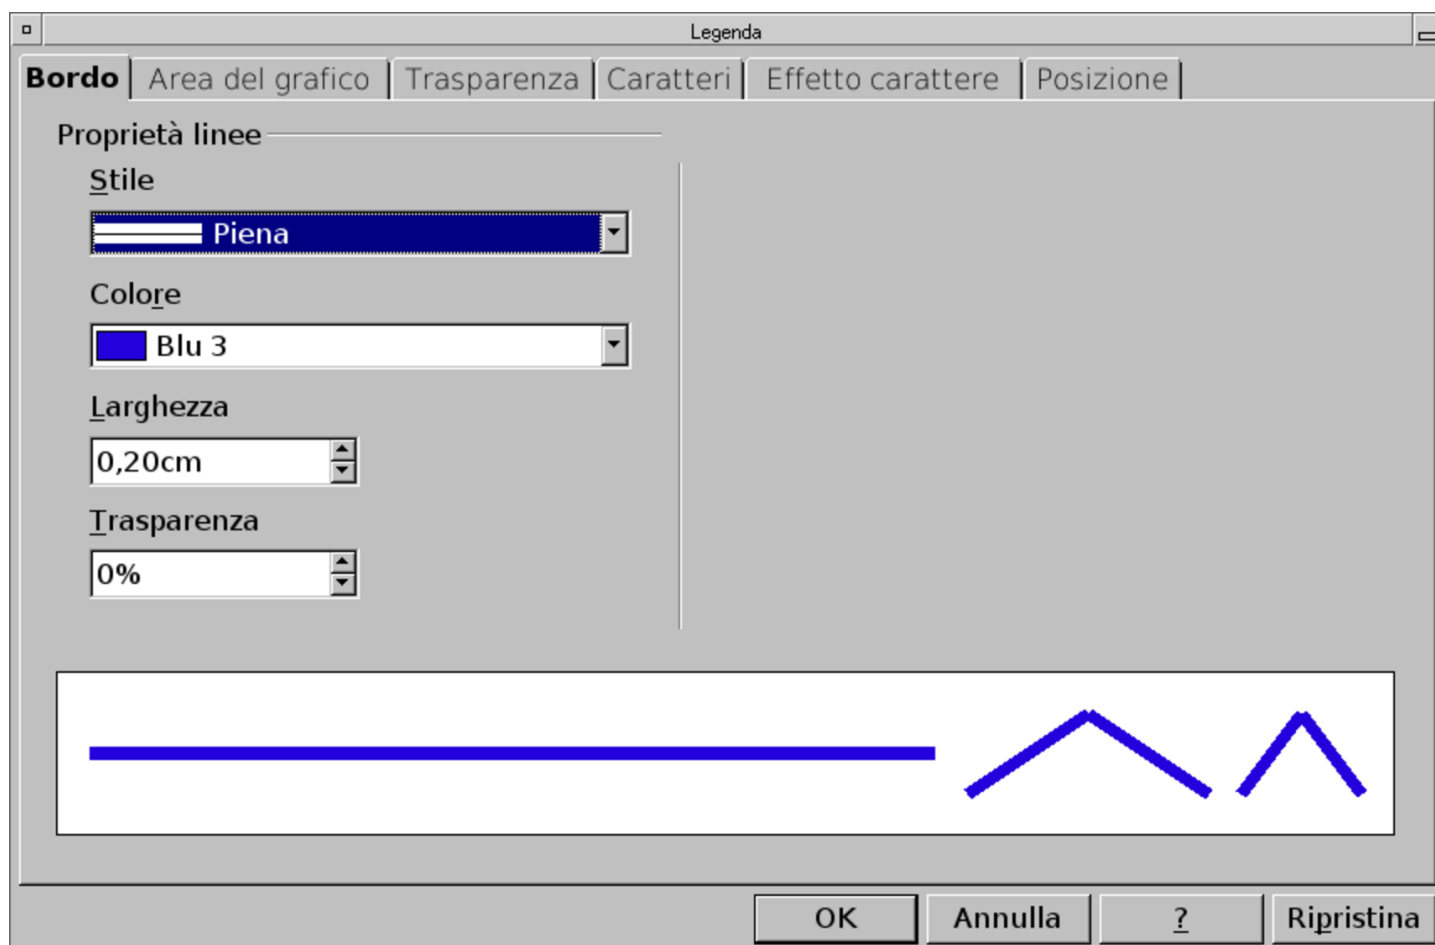 Legenda
Bordo Area del grafico Trasparenza Caratteri Effetto carattere Posizione
Proprietà linee
Stile
Piena
Colore
Blu 3
Larghezza
0,20cm
Trasparenza
0%
OK Annulla ? Ripristina